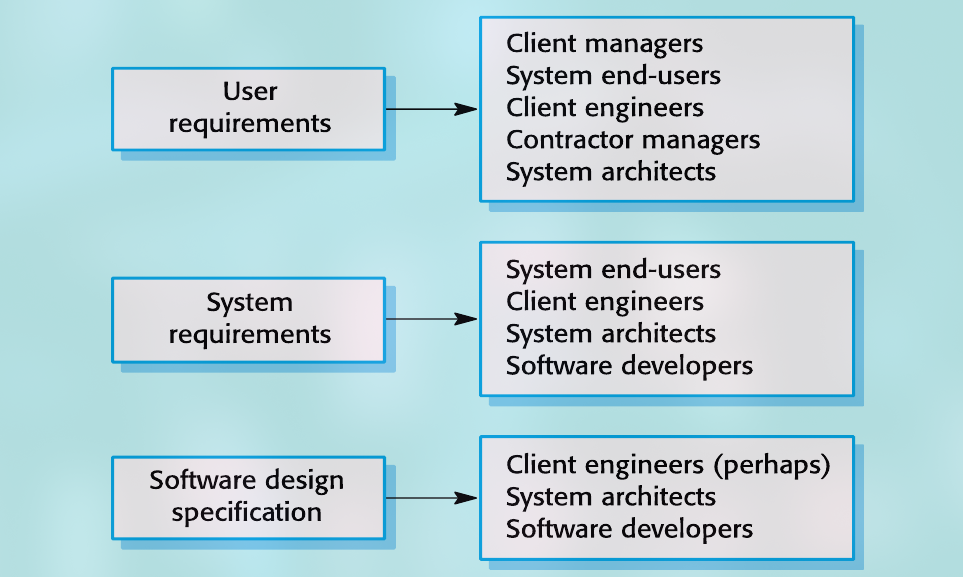 User
requirements
Client managers
System end-users
Client engineers
Contractor managers
System architects
System
requirements
System end-users
Client engineers
System architects
Software developers
Software design
specification
Client engineers (perhaps)
System architects
Software developers